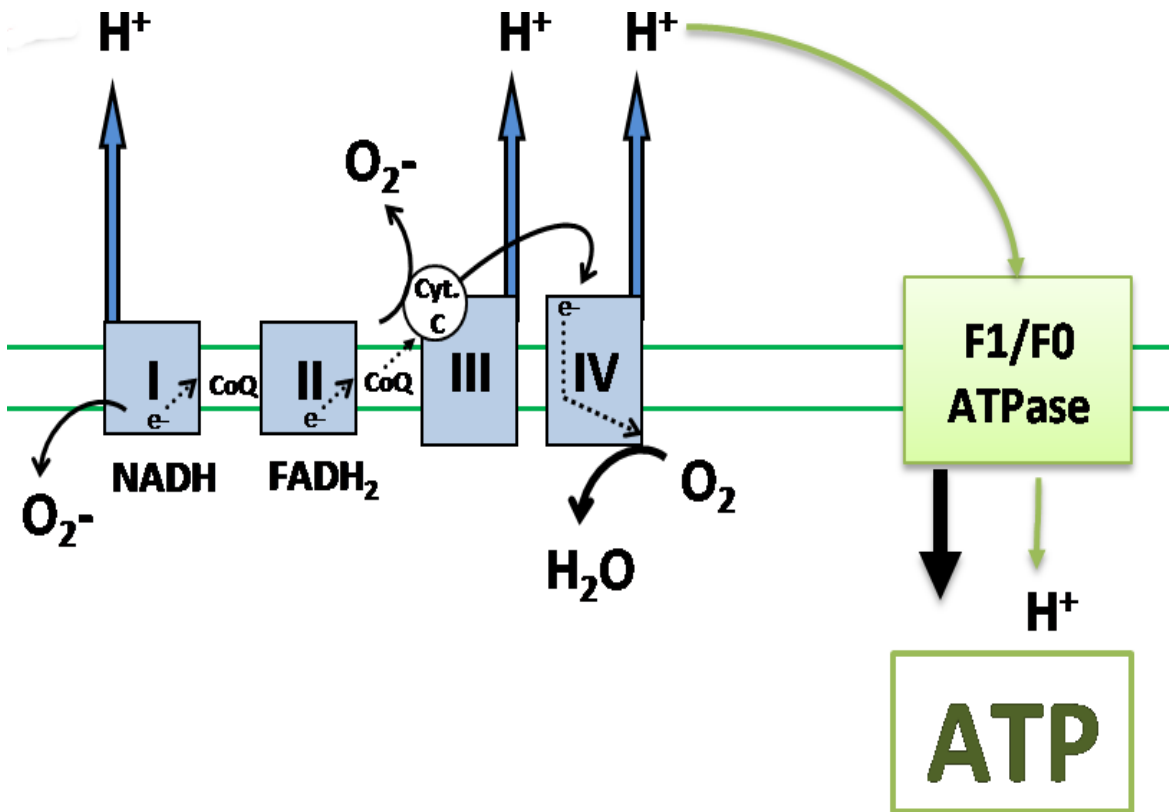 H⁺ H⁺ H⁺
O₂-
Cyt.
C
e-
I CoQ II CoQ III IV
e- e-
F1/F0
ATPase
NADH FADH₂
O₂-
O₂
H₂O
H⁺
ATP